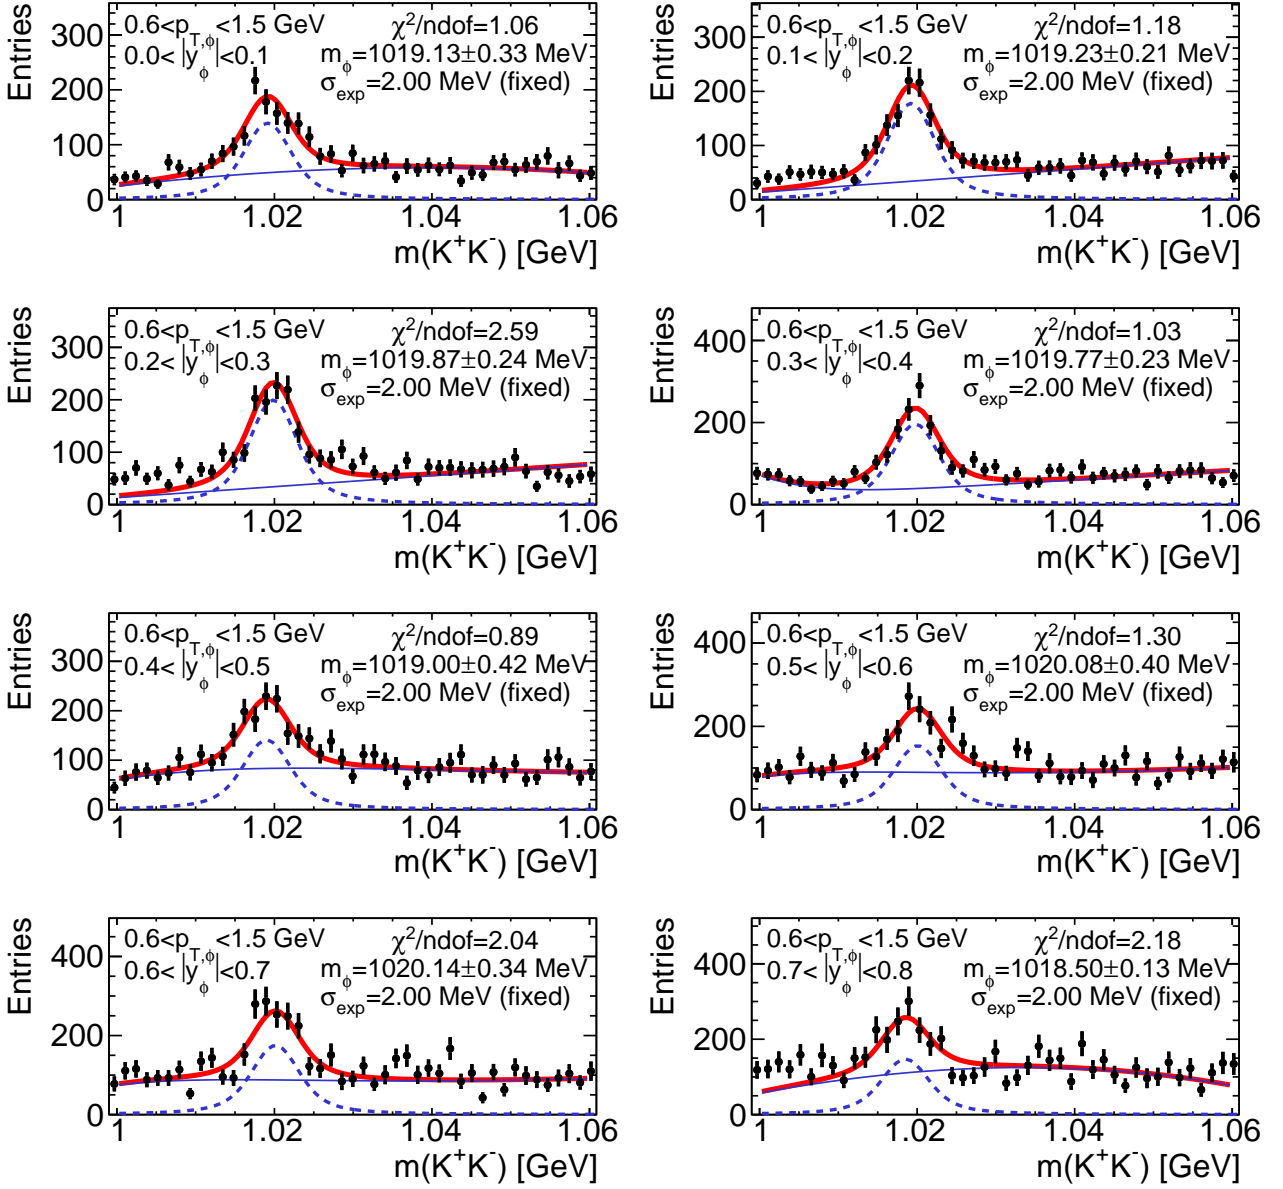 0.6<p_{T,ϕ}<1.5 GeV
0.0< |y_ϕ|<0.1
χ²/ndof=1.06
m_ϕ=1019.13±0.33 MeV
σ_exp=2.00 MeV (fixed)
Entries
300
200
100
0
1 1.02 1.04 1.06
m(K⁺K⁻) [GeV]
0.6<p_{T,ϕ}<1.5 GeV
0.1< |y_ϕ|<0.2
χ²/ndof=1.18
m_ϕ=1019.23±0.21 MeV
σ_exp=2.00 MeV (fixed)
Entries
300
200
100
0
1 1.02 1.04 1.06
m(K⁺K⁻) [GeV]
0.6<p_{T,ϕ}<1.5 GeV
0.2< |y_ϕ|<0.3
χ²/ndof=2.59
m_ϕ=1019.87±0.24 MeV
σ_exp=2.00 MeV (fixed)
Entries
300
200
100
0
1 1.02 1.04 1.06
m(K⁺K⁻) [GeV]
0.6<p_{T,ϕ}<1.5 GeV
0.3< |y_ϕ|<0.4
χ²/ndof=1.03
m_ϕ=1019.77±0.23 MeV
σ_exp=2.00 MeV (fixed)
Entries
400
200
0
1 1.02 1.04 1.06
m(K⁺K⁻) [GeV]
0.6<p_{T,ϕ}<1.5 GeV
0.4< |y_ϕ|<0.5
χ²/ndof=0.89
m_ϕ=1019.00±0.42 MeV
σ_exp=2.00 MeV (fixed)
Entries
300
200
100
0
1 1.02 1.04 1.06
m(K⁺K⁻) [GeV]
0.6<p_{T,ϕ}<1.5 GeV
0.5< |y_ϕ|<0.6
χ²/ndof=1.30
m_ϕ=1020.08±0.40 MeV
σ_exp=2.00 MeV (fixed)
Entries
400
200
0
1 1.02 1.04 1.06
m(K⁺K⁻) [GeV]
0.6<p_{T,ϕ}<1.5 GeV
0.6< |y_ϕ|<0.7
χ²/ndof=2.04
m_ϕ=1020.14±0.34 MeV
σ_exp=2.00 MeV (fixed)
Entries
400
200
0
1 1.02 1.04 1.06
m(K⁺K⁻) [GeV]
0.6<p_{T,ϕ}<1.5 GeV
0.7< |y_ϕ|<0.8
χ²/ndof=2.18
m_ϕ=1018.50±0.13 MeV
σ_exp=2.00 MeV (fixed)
Entries
400
200
0
1 1.02 1.04 1.06
m(K⁺K⁻) [GeV]